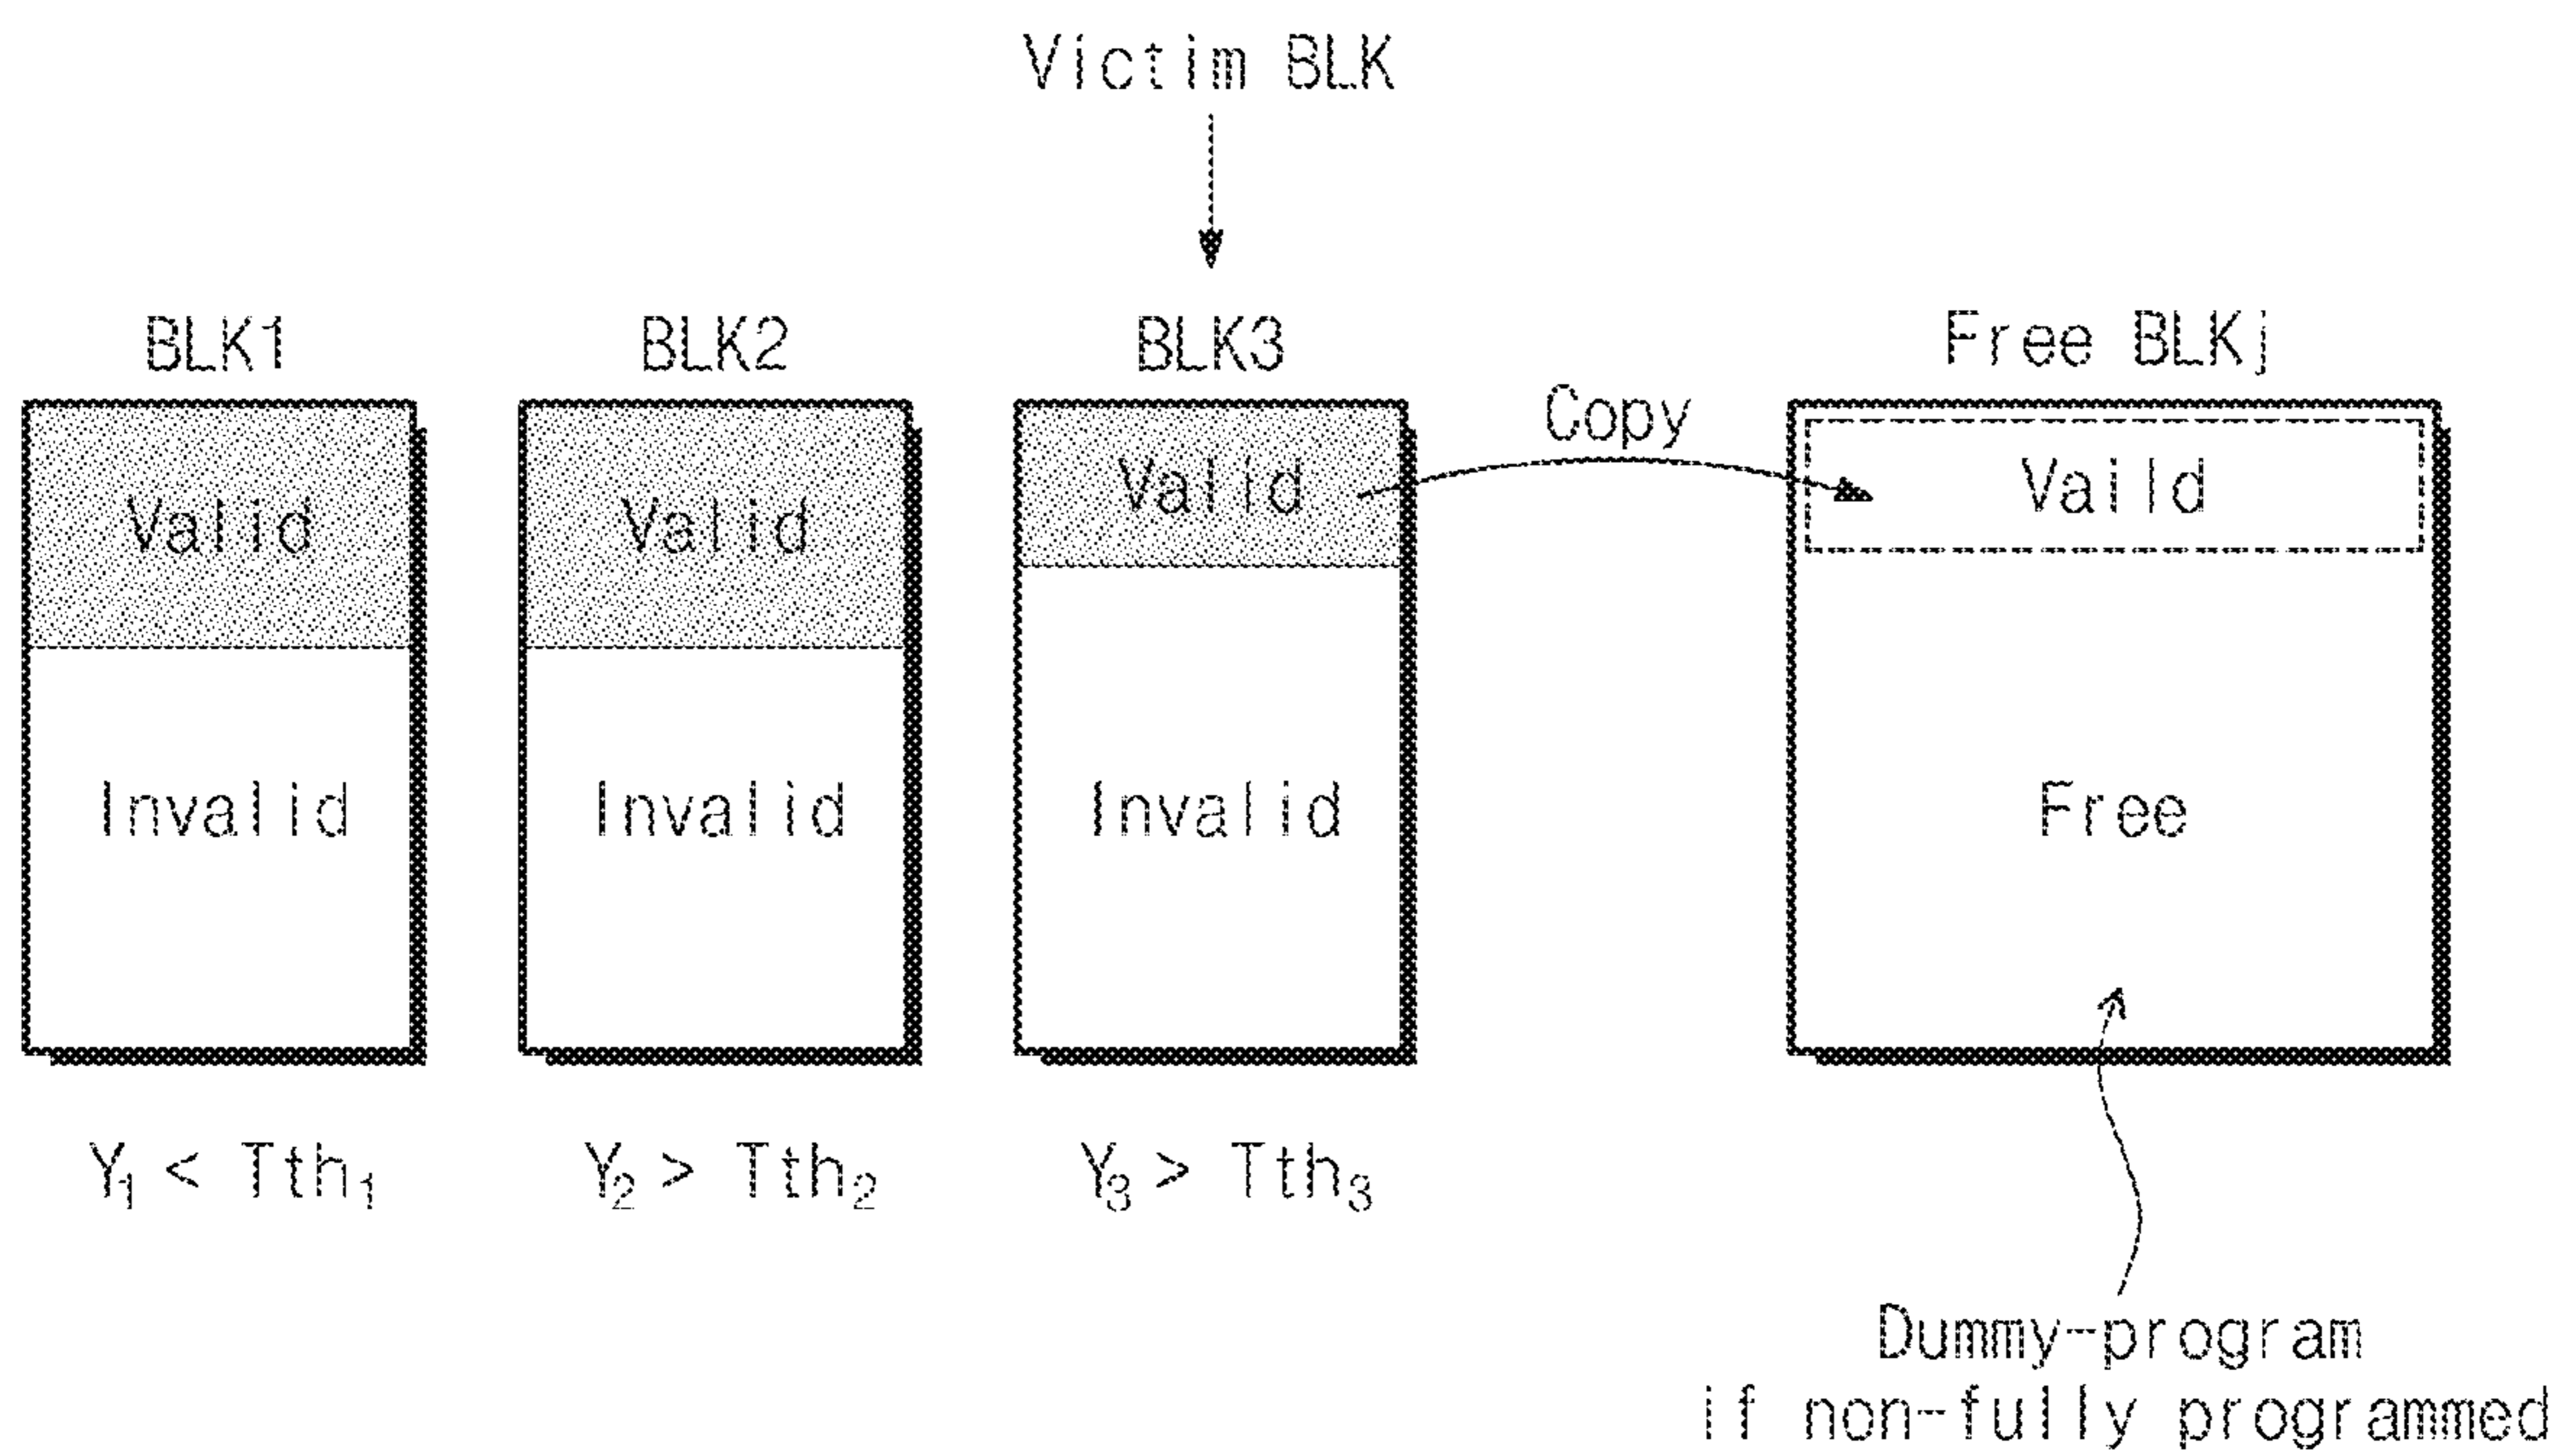 Victim BLK
BLK1
BLK2
BLK3
Free BLKj
Copy
Valid
Valid
Valid
Vaild
Invalid
Invalid
Invalid
Free
Y₁ < Tth₁
Y₂ > Tth₂
Y₃ > Tth₃
Dummy-program
if non-fully programmed